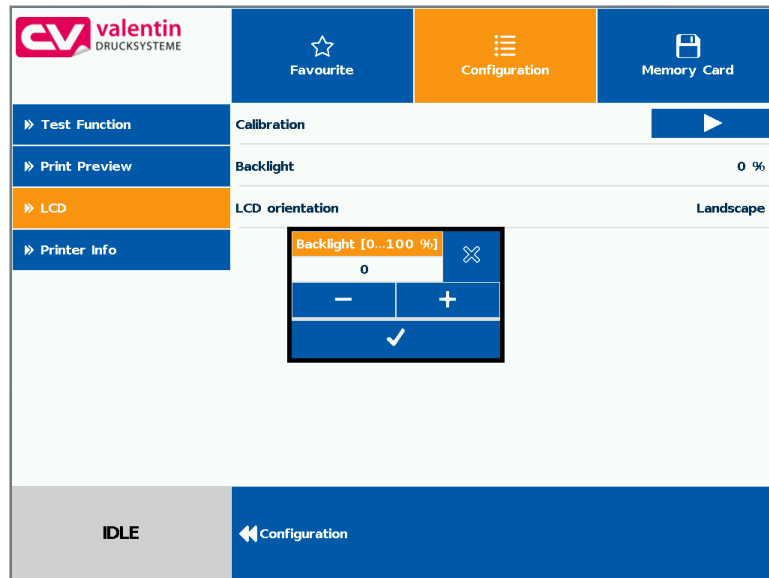 valentin
DRUCKSYSTEME
Favourite
Configuration
Memory Card
Test Function
Print Preview
LCD
Printer Info
Calibration
Backlight 0 %
LCD orientation Landscape
Backlight [0...100 %]
0
IDLE
Configuration